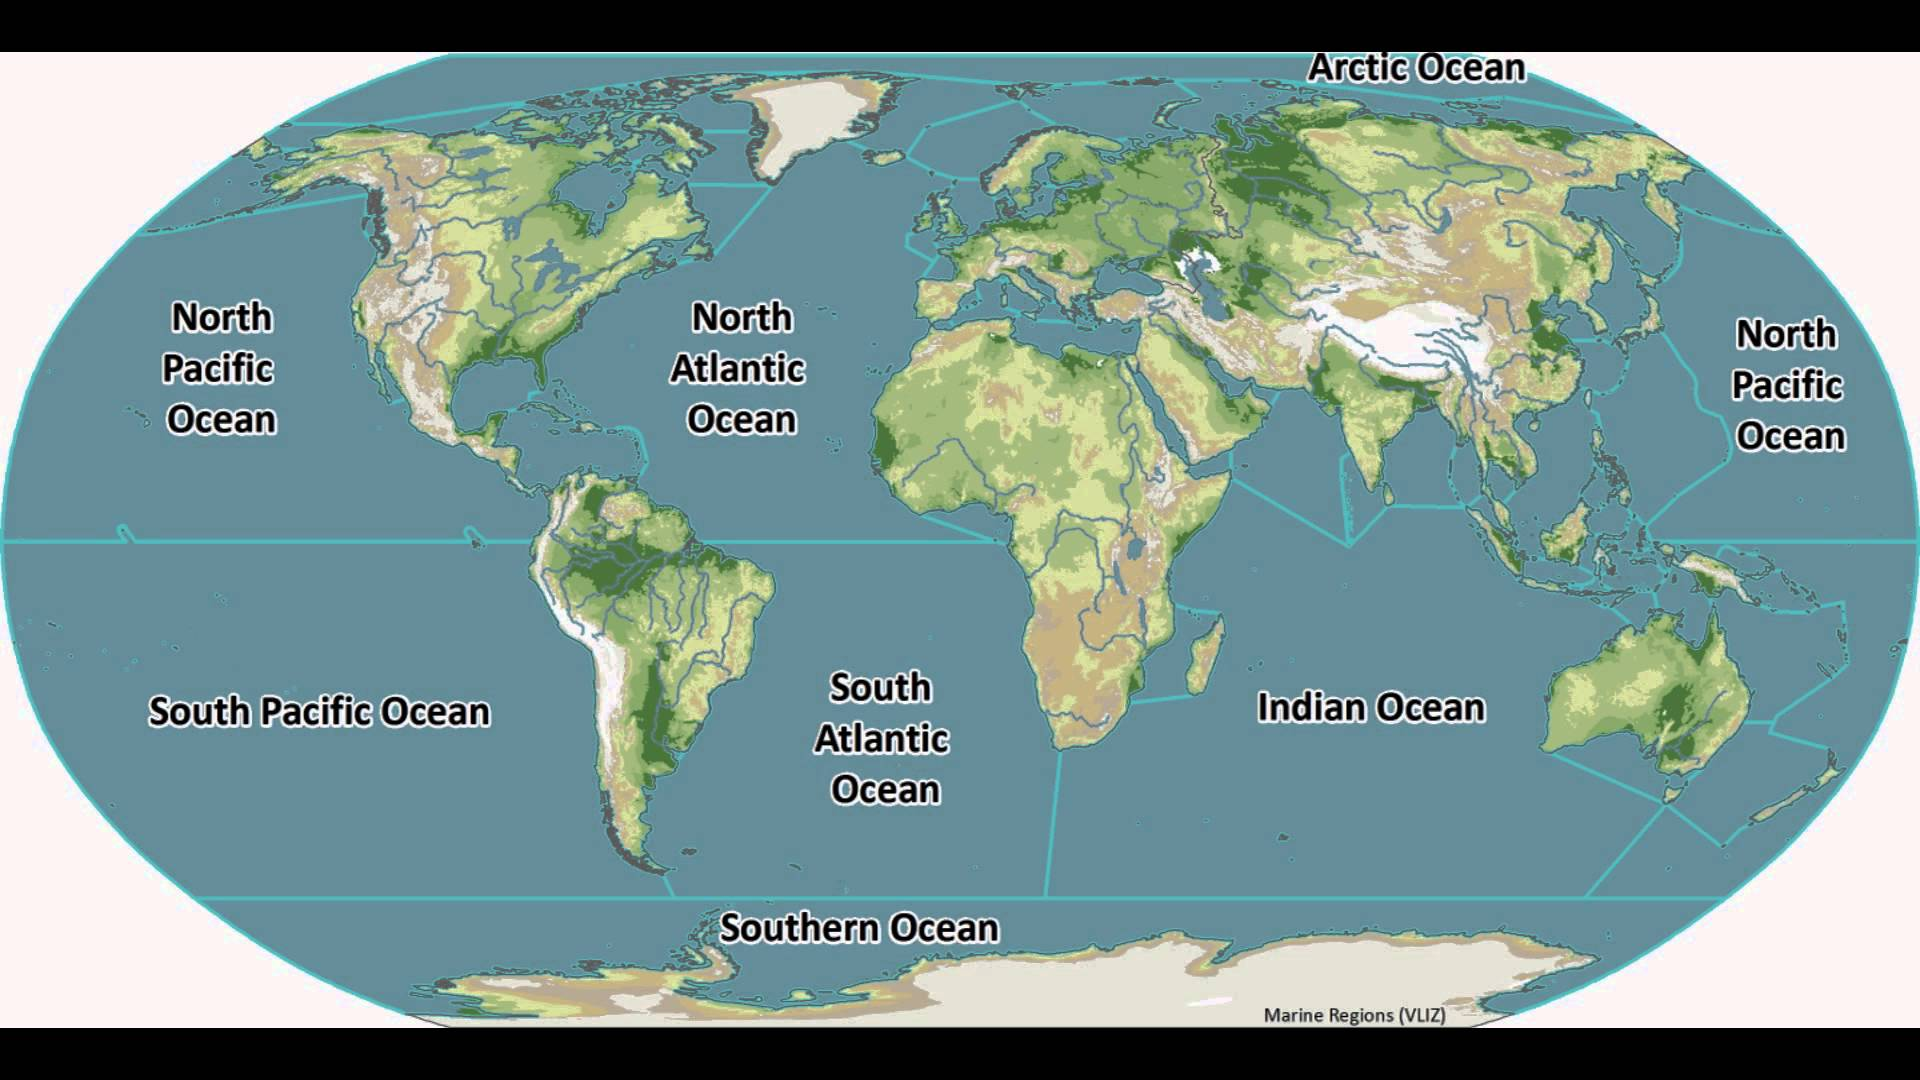 Arctic Ocean
North
Pacific
Ocean
North
Atlantic
Ocean
North
Pacific
Ocean
South Pacific Ocean
South
Atlantic
Ocean
Indian Ocean
Southern Ocean
Marine Regions (VLIZ)